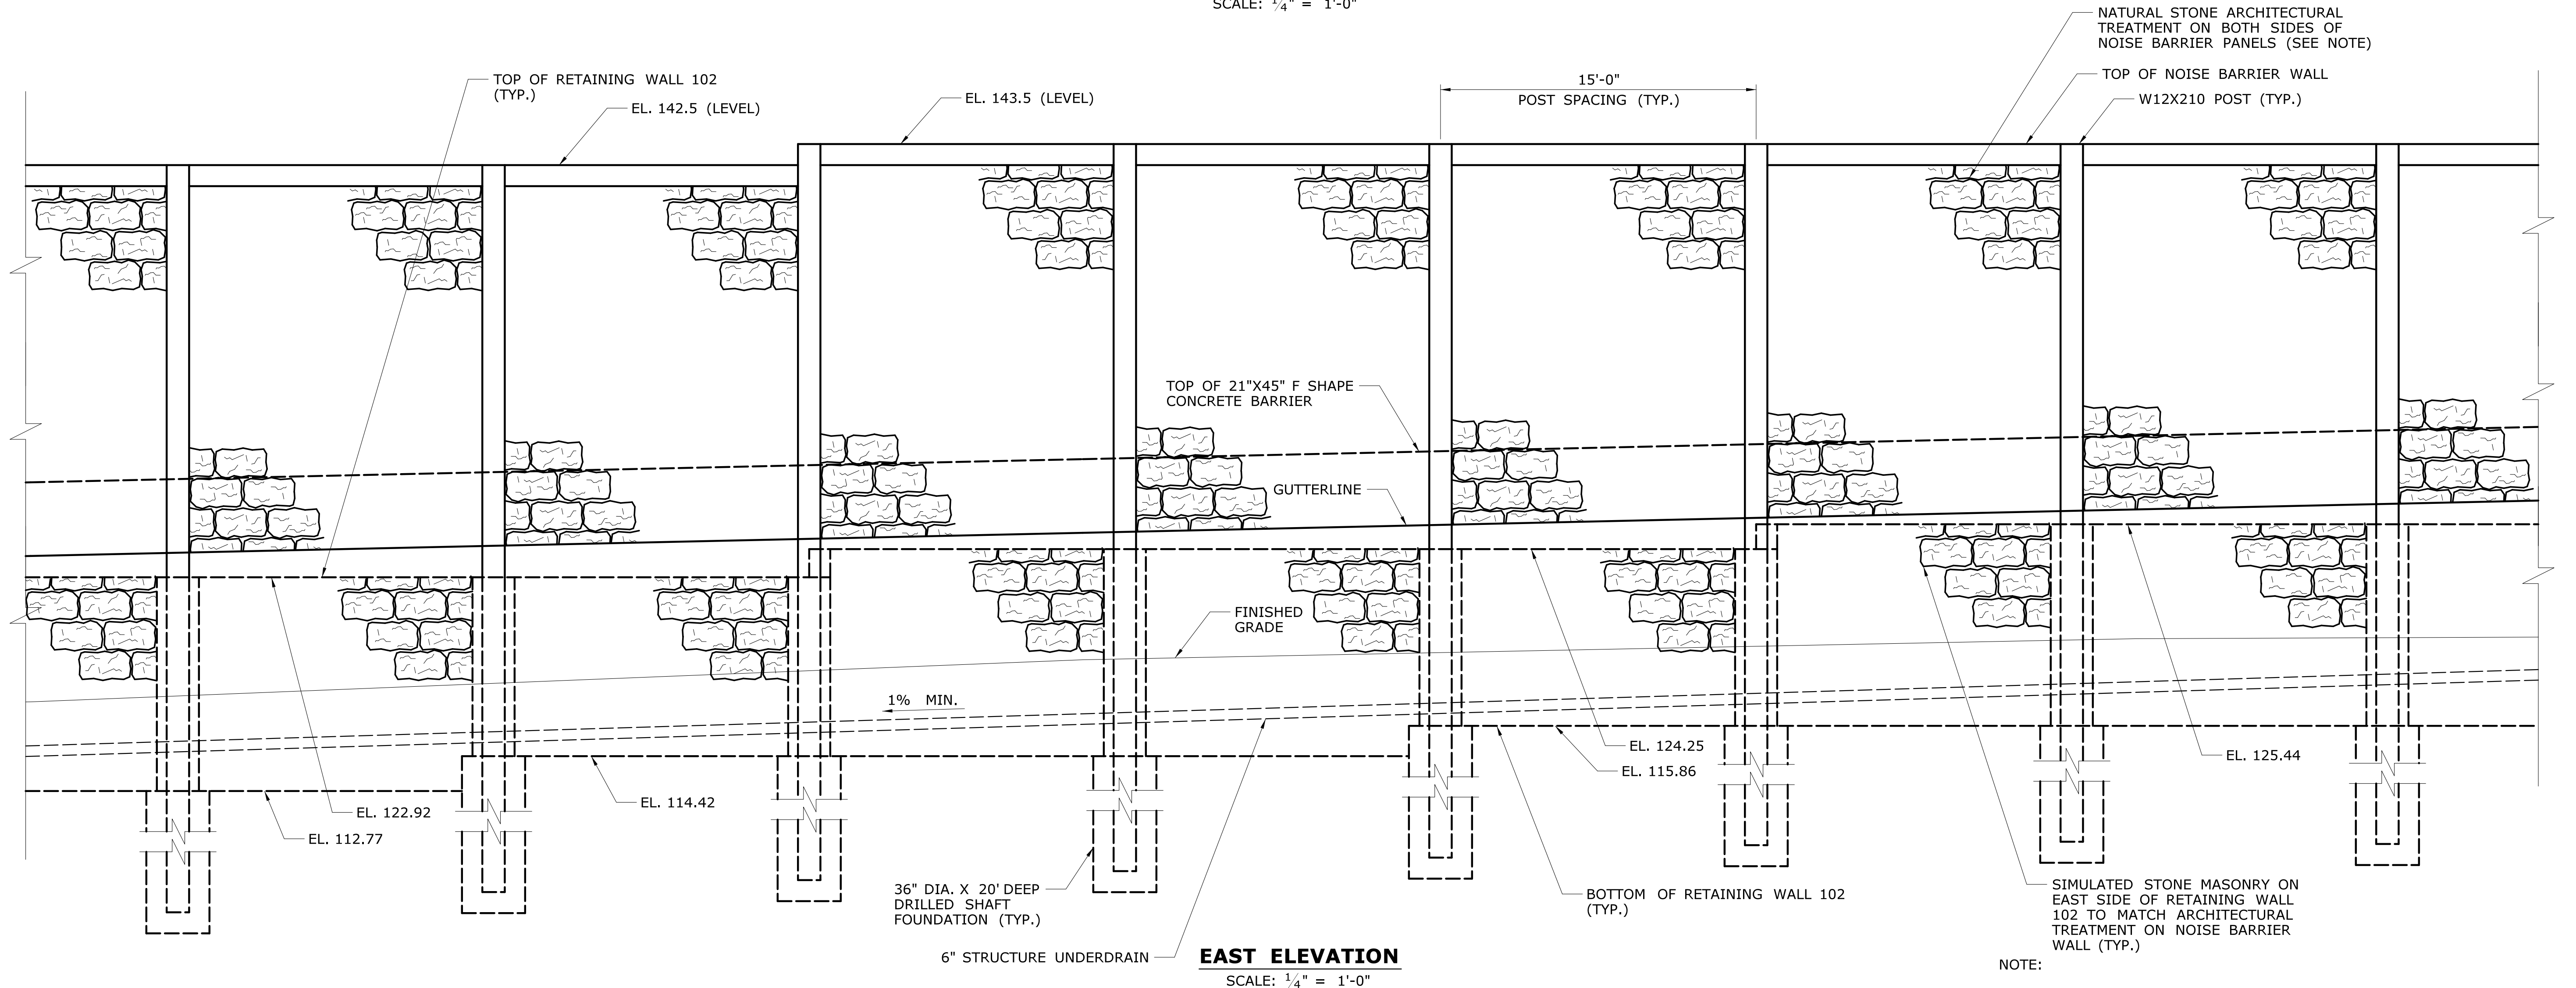 SCALE: 1/4" = 1'-0"
NATURAL STONE ARCHITECTURAL
TREATMENT ON BOTH SIDES OF
NOISE BARRIER PANELS (SEE NOTE)
TOP OF RETAINING WALL 102
(TYP.)
EL. 142.5 (LEVEL)
EL. 143.5 (LEVEL)
15'-0"
POST SPACING (TYP.)
TOP OF NOISE BARRIER WALL
W12X210 POST (TYP.)
TOP OF 21"X45" F SHAPE
CONCRETE BARRIER
GUTTERLINE
FINISHED
GRADE
1% MIN.
EL. 124.25
EL. 115.86
EL. 125.44
EL. 122.92
EL. 112.77
EL. 114.42
36" DIA. X 20' DEEP
DRILLED SHAFT
FOUNDATION (TYP.)
BOTTOM OF RETAINING WALL 102
(TYP.)
SIMULATED STONE MASONRY ON
EAST SIDE OF RETAINING WALL
102 TO MATCH ARCHITECTURAL
TREATMENT ON NOISE BARRIER
WALL (TYP.)
6" STRUCTURE UNDERDRAIN
EAST ELEVATION
SCALE: 1/4" = 1'-0"
NOTE: